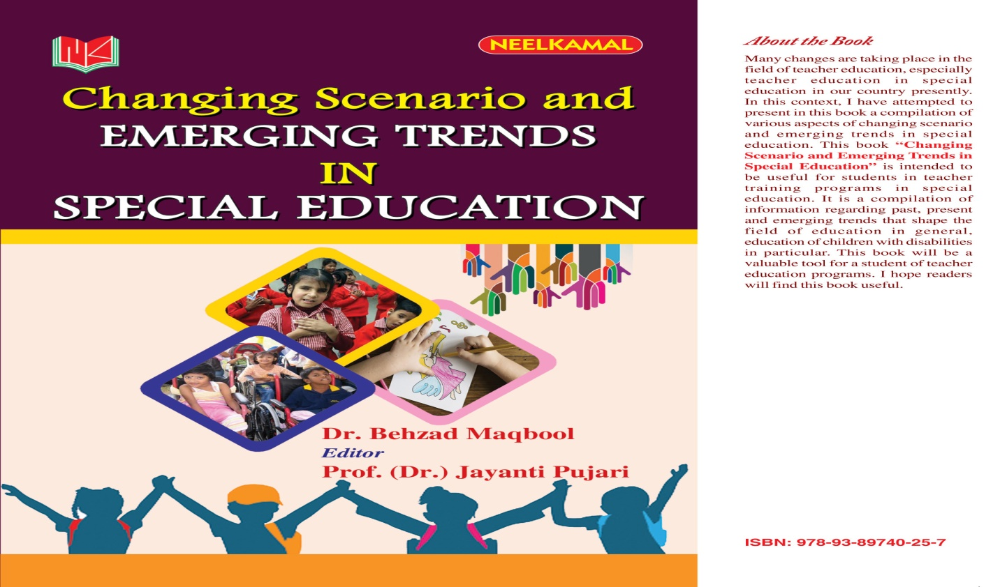 NK
NEELKAMAL
Changing Scenario and
EMERGING TRENDS
IN
SPECIAL EDUCATION
Dr. Behzad Maqbool
Editor
Prof. (Dr.) Jayanti Pujari
About the Book
Many changes are taking place in the
field of teacher education, especially
teacher education in special
education in our country presently.
In this context, I have attempted to
present in this book a compilation of
various aspects of changing scenario
and emerging trends in special
education. This book “Changing
Scenario and Emerging Trends in
Special Education” is intended to
be useful for students in teacher
training programs in special
education. It is a compilation of
information regarding past, present
and emerging trends that shape the
field of education in general,
education of children with disabilities
in particular. This book will be a
valuable tool for a student of teacher
education programs. I hope readers
will find this book useful.
ISBN: 978-93-89740-25-7